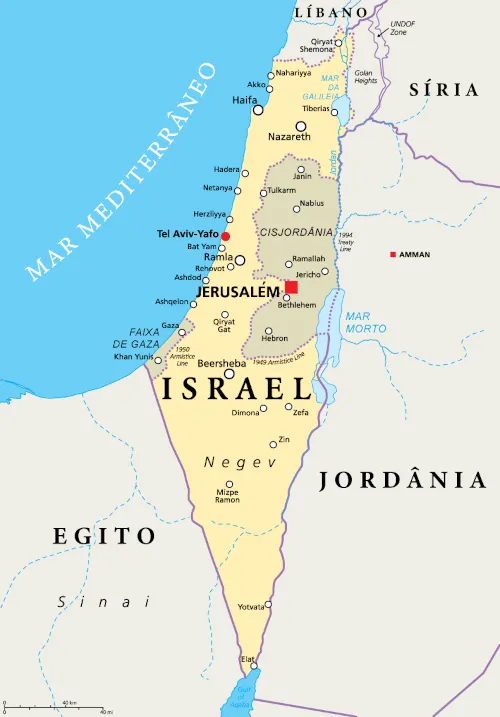 LÍBANO
UNDOF
Zone
Qiryat
Shemona
Nahariyya
Golan
Heights
MAR
DA
GALILEIA
SÍRIA
Akko
Haifa
Tiberias
Nazareth
MAR MEDITERRÂNEO
Jordan
Hadera
Janin
Netanya
Tulkarm
Nablus
Herzliyya
CISJORDÂNIA
Tel Aviv-Yafo
1994
Treaty
Line
Bat Yam
AMMAN
Ramla
Ramallah
Rehovot
Jericho
Ashdod
JERUSALÉM
Ashqelon
Bethlehem
Qiryat
Gat
MAR
MORTO
Gaza
FAIXA
DE GAZA
Hebron
1950
Armistice
Line
Khan Yunis
1949 Armistice Line
Beersheba
ISRAEL
Dimona
Zefa
Zin
Negev
JORDÂNIA
Mizpe
Ramon
EGITO
Sinai
Yotvata
Elat
Gulf
of
Aqaba
0 40 km
0 40 mi